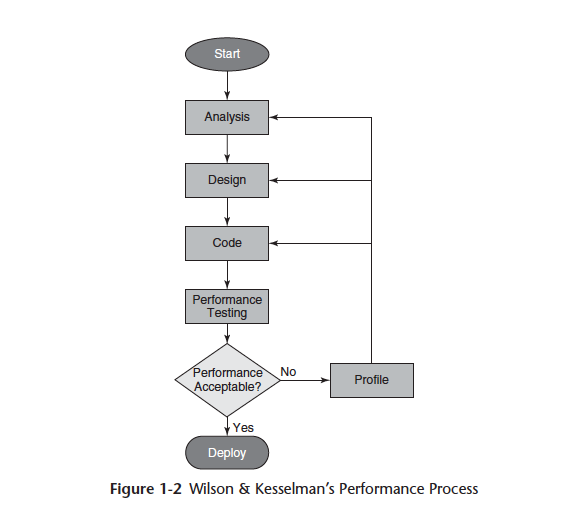 Start
Analysis
Design
Code
Performance
Testing
Performance
Acceptable?
No
Profile
Yes
Deploy
Figure 1-2 Wilson & Kesselman's Performance Process